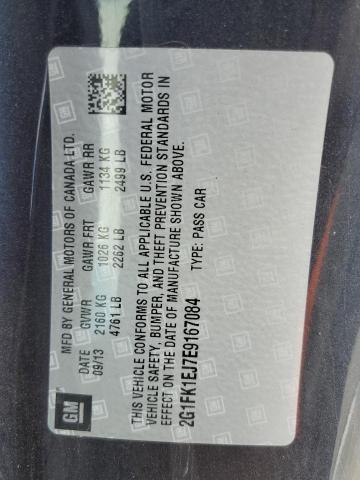 GM
MFD BY GENERAL MOTORS OF CANADA LTD.
DATE GVWR GAWR FRT GAWR RR
09/13 2160 KG 1026 KG 1134 KG
4761 LB 2262 LB 2499 LB
THIS VEHICLE CONFORMS TO ALL APPLICABLE U.S. FEDERAL MOTOR
VEHICLE SAFETY, BUMPER, AND THEFT PREVENTION STANDARDS IN
EFFECT ON THE DATE OF MANUFACTURE SHOWN ABOVE.
2G1FK1EJ7E9167084 TYPE: PASS CAR